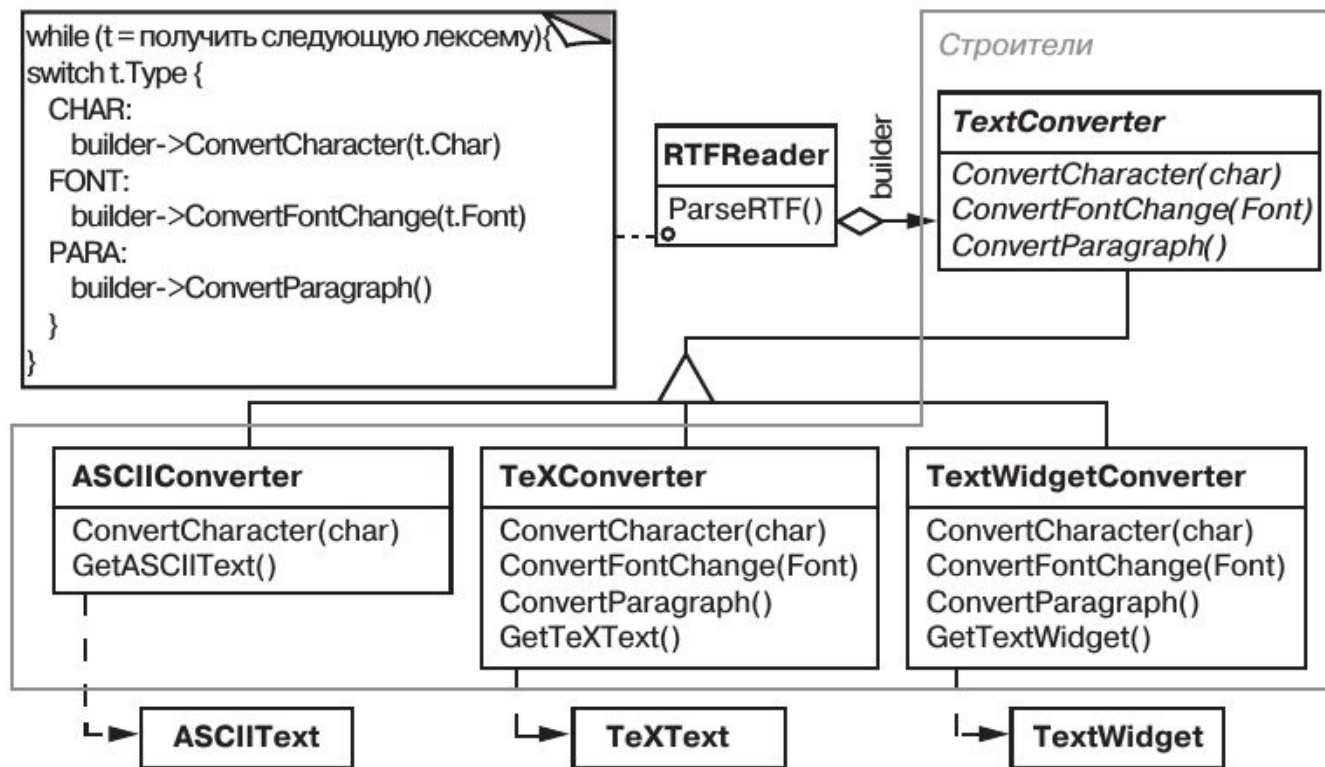 while (t = получить следующую лексему){
switch t.Type {
CHAR:
builder->ConvertCharacter(t.Char)
FONT:
builder->ConvertFontChange(t.Font)
PARA:
builder->ConvertParagraph()
}
}
RTFReader
ParseRTF()
builder
Строители
TextConverter
ConvertCharacter(char)
ConvertFontChange(Font)
ConvertParagraph()
ASCIIConverter
ConvertCharacter(char)
GetASCIIText()
TeXConverter
ConvertCharacter(char)
ConvertFontChange(Font)
ConvertParagraph()
GetTeXText()
TextWidgetConverter
ConvertCharacter(char)
ConvertFontChange(Font)
ConvertParagraph()
GetTextWidget()
ASCIIText
TeXText
TextWidget